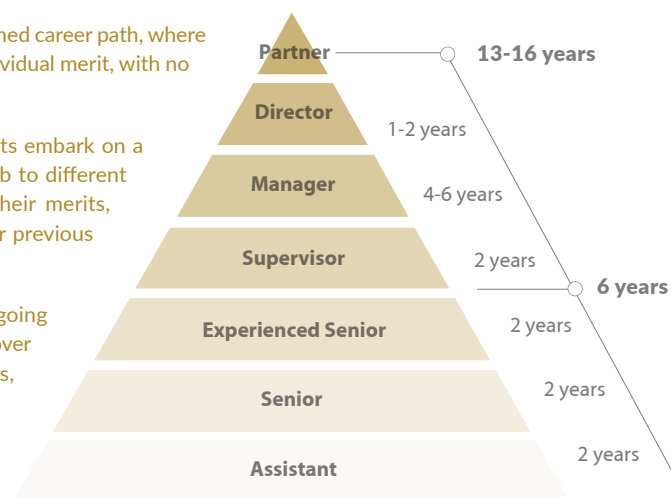 ned career path, where
vidual merit, with no
ts embark on a
b to different
heir merits,
r previous
going
over
s,
Partner
13-16 years
Director
1-2 years
Manager
4-6 years
Supervisor
2 years
6 years
Experienced Senior
2 years
Senior
2 years
Assistant
2 years